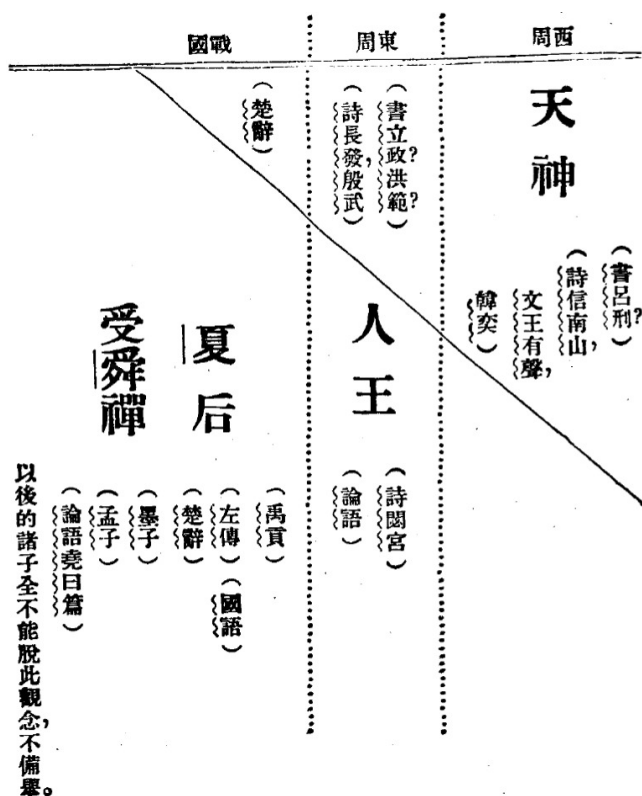 西周
東周
戰國
天神
(書呂刑?)
(詩信南山,
文王有聲,
韓奕)
(書立政?洪範?)
(詩長發,殷武)
人王
(詩閟宮)
(論語)
(楚辭)
夏后
受舜禪
(禹貢)
(左傳)(國語)
(楚辭)
(墨子)
(孟子)
(論語堯曰篇)
以後的諸子全不能脫此觀念,不備舉。